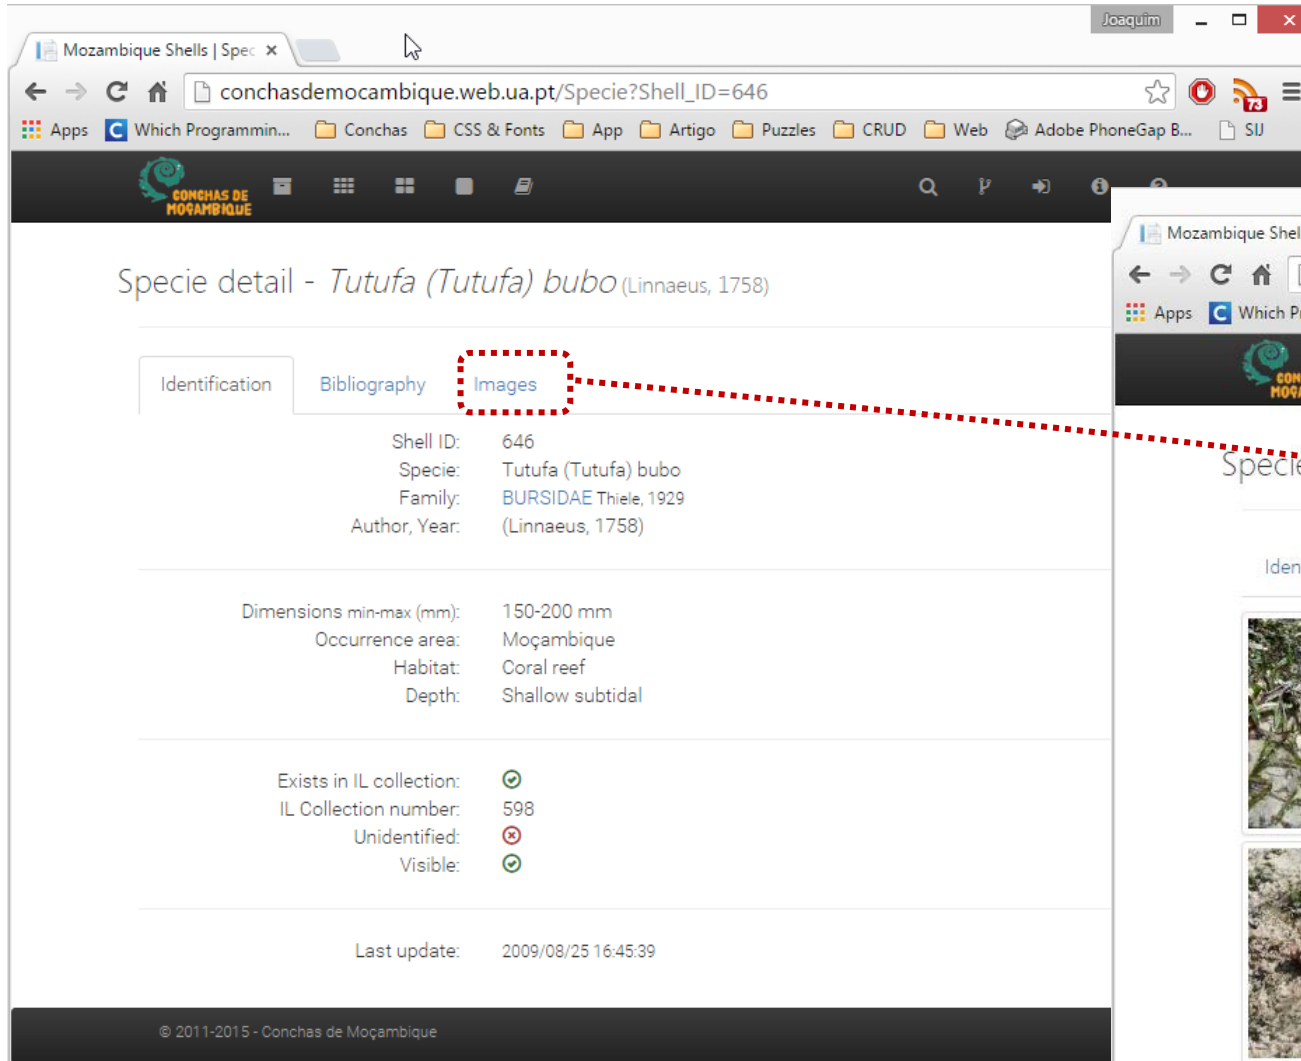 Joaquim
Mozambique Shells | Spec
conchasdemocambique.web.ua.pt/Specie?Shell_ID=646
73
Apps Which Programmin... Conchas CSS & Fonts App Artigo Puzzles CRUD Web Adobe PhoneGap B... SIJ
CONCHAS DE
MOÇAMBIQUE
Specie detail - Tutufa (Tutufa) bubo (Linnaeus, 1758)
Identification Bibliography Images
Shell ID: 646
Specie: Tutufa (Tutufa) bubo
Family: BURSIDAE Thiele, 1929
Author, Year: (Linnaeus, 1758)
Dimensions min-max (mm): 150-200 mm
Occurrence area: Moçambique
Habitat: Coral reef
Depth: Shallow subtidal
Exists in IL collection:
IL Collection number: 598
Unidentified:
Visible:
Last update: 2009/08/25 16:45:39
© 2011-2015 - Conchas de Moçambique
Mozambique Shel
Apps Which P
CON
MOÇA
Specie
Iden